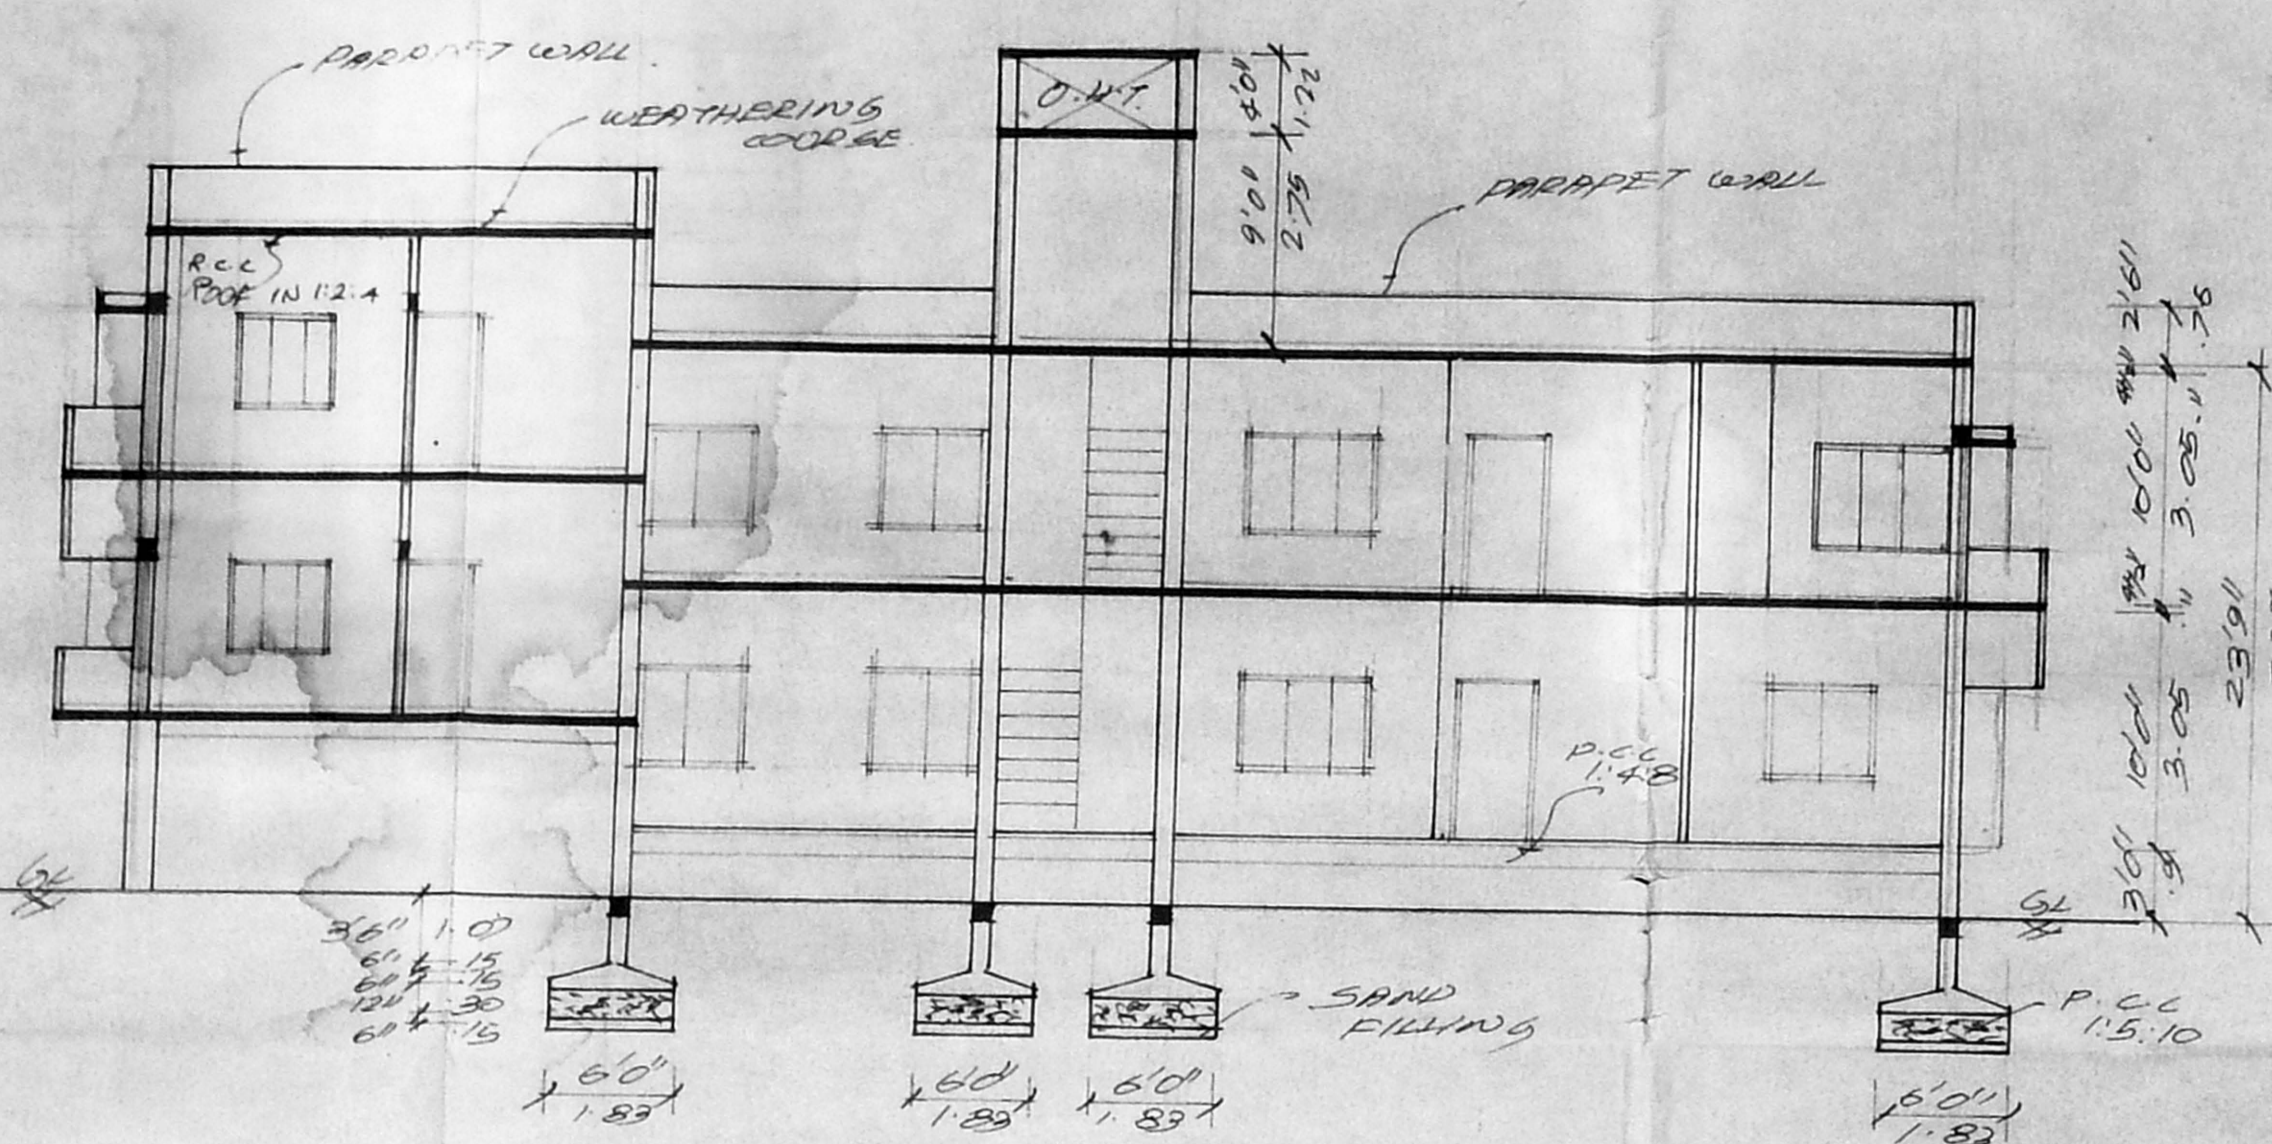 PARAPET WALL.
WEATHERING
COURSE.
O.H.T.
4'0" 1.22
9'0" 2.75
PARAPET WALL
R.C.C
ROOF IN 1:2:4
2'6" .76
10'0" 3.05
10'0" 3.05
3'0" .9
23'9"
P.C.C
1:4:8
GL
GL
3'6" 1.07
6" .15
6" .15
12" .30
6" .15
SAND
FILLING
P.C.C
1:5:10
6'0"
1.83
6'0"
1.83
6'0"
1.83
6'0"
1.83